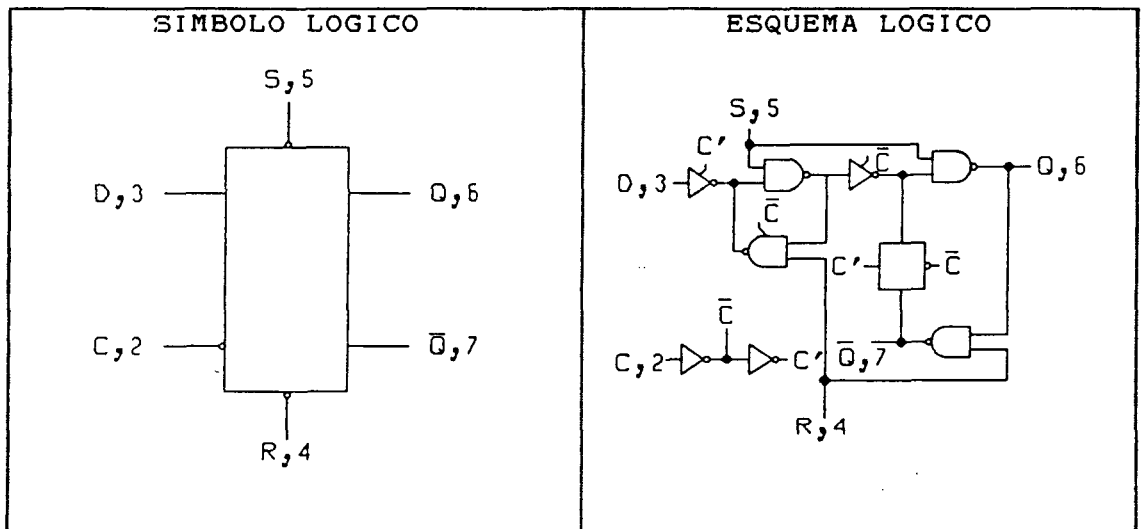 SIMBOLO LOGICO
S,5
D,3
Q,6
C,2
Q̅,7
R,4
ESQUEMA LOGICO
S,5
C'
C̅
D,3
Q,6
C̅
C'
C̅
C̅
C,2
C'
Q̅,7
R,4